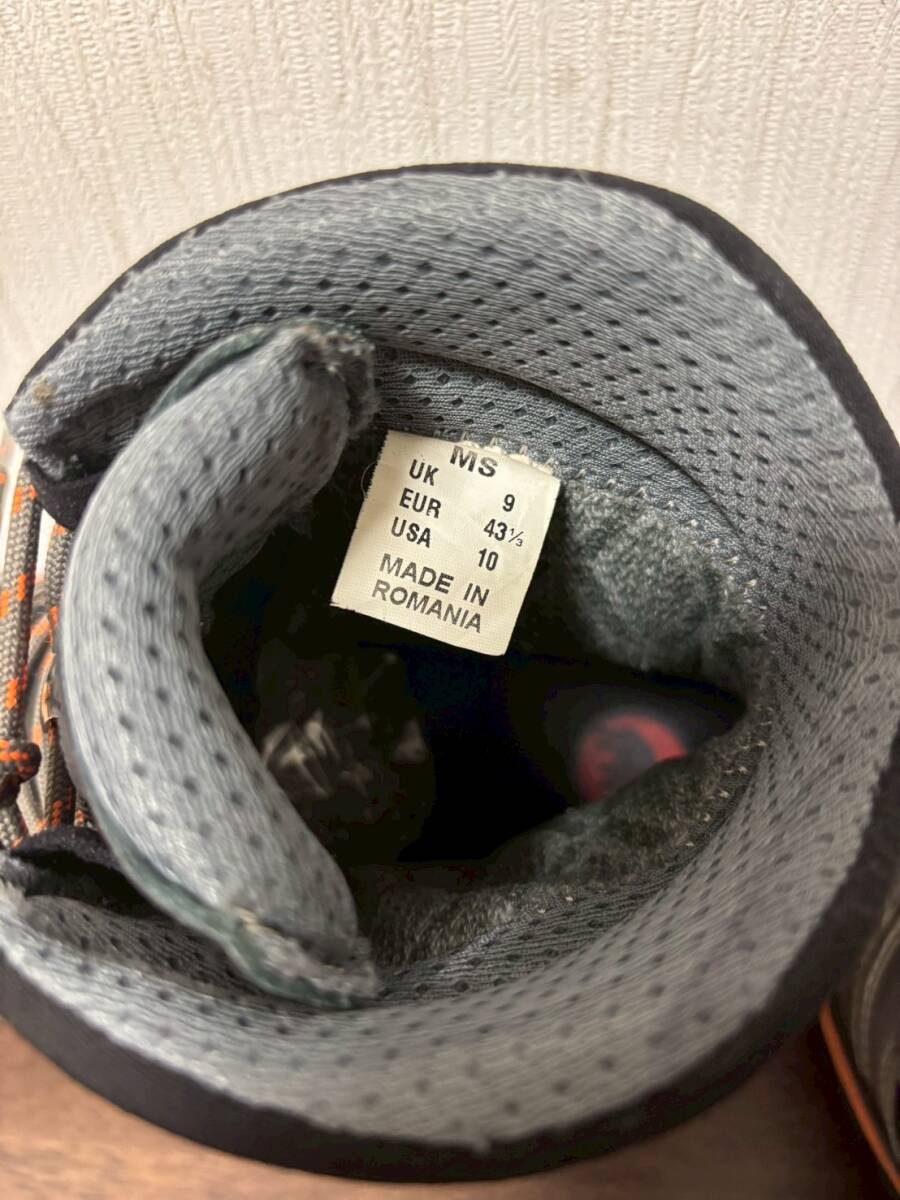 MS
UK 9
EUR 43⅓
USA 10
MADE IN
ROMANIA